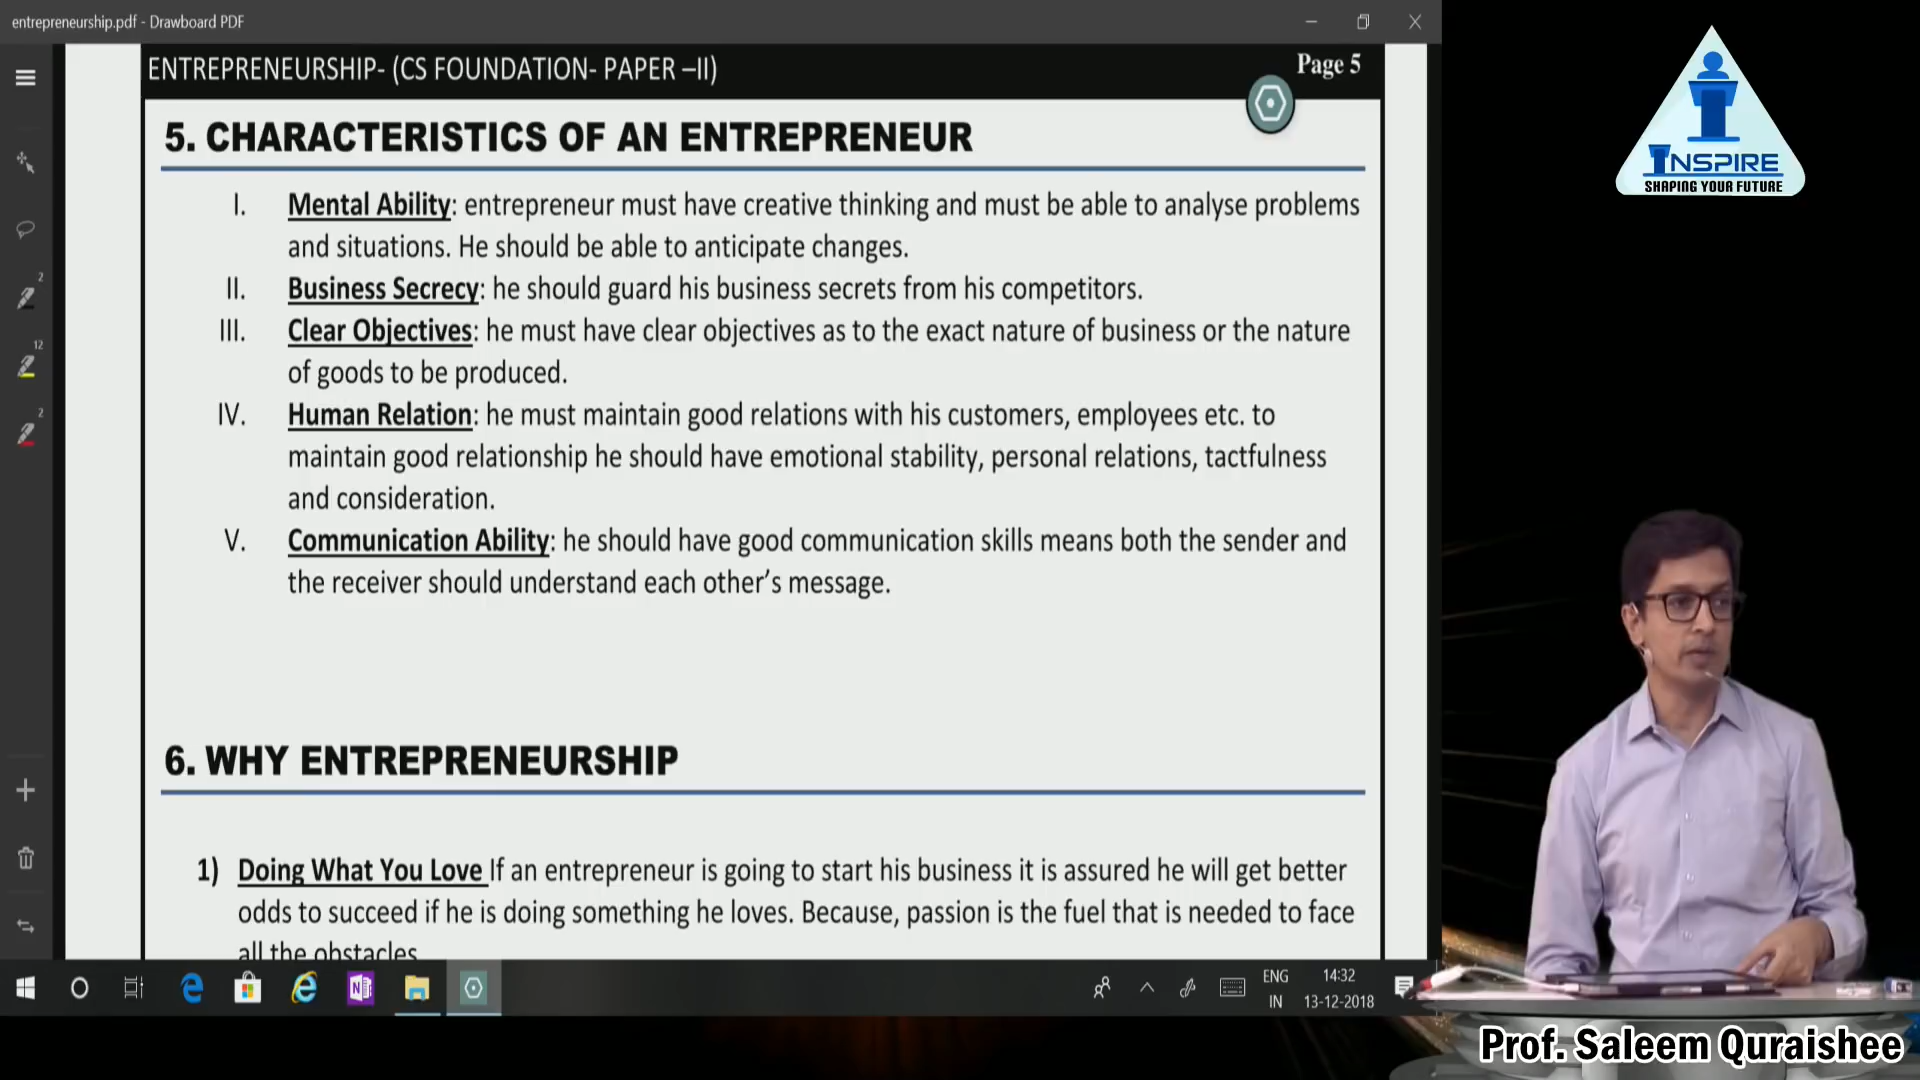 entrepreneurship.pdf - Drawboard PDF
ENTREPRENEURSHIP- (CS FOUNDATION- PAPER –II)
Page 5
5. CHARACTERISTICS OF AN ENTREPRENEUR
I. Mental Ability: entrepreneur must have creative thinking and must be able to analyse problems
and situations. He should be able to anticipate changes.
II. Business Secrecy: he should guard his business secrets from his competitors.
III. Clear Objectives: he must have clear objectives as to the exact nature of business or the nature
of goods to be produced.
IV. Human Relation: he must maintain good relations with his customers, employees etc. to
maintain good relationship he should have emotional stability, personal relations, tactfulness
and consideration.
V. Communication Ability: he should have good communication skills means both the sender and
the receiver should understand each other's message.
6. WHY ENTREPRENEURSHIP
1) Doing What You Love If an entrepreneur is going to start his business it is assured he will get better
odds to succeed if he is doing something he loves. Because, passion is the fuel that is needed to face
all the obstacles
2
12
2
ENG
IN
14:32
13-12-2018
INSPIRE
SHAPING YOUR FUTURE
Prof. Saleem Quraishee